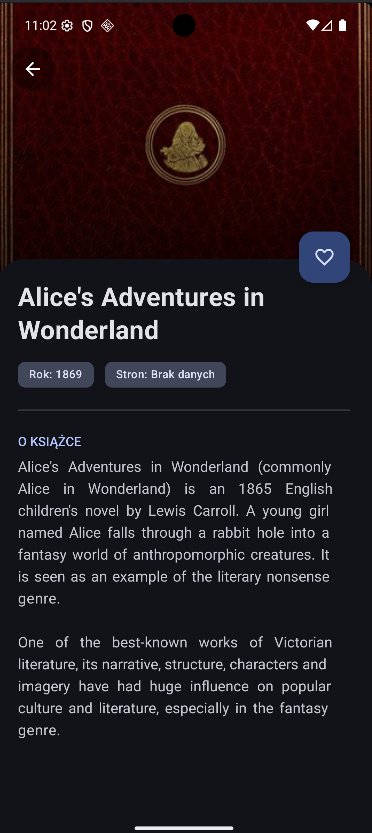 11:02
Alice's Adventures in
Wonderland
Rok: 1869
Stron: Brak danych
O KSIĄŻCE
Alice's Adventures in Wonderland (commonly
Alice in Wonderland) is an 1865 English
children's novel by Lewis Carroll. A young girl
named Alice falls through a rabbit hole into a
fantasy world of anthropomorphic creatures. It
is seen as an example of the literary nonsense
genre.
One of the best-known works of Victorian
literature, its narrative, structure, characters and
imagery have had huge influence on popular
culture and literature, especially in the fantasy
genre.